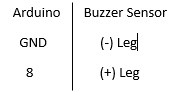 Arduino Buzzer Sensor
GND (-) Leg
8 (+) Leg